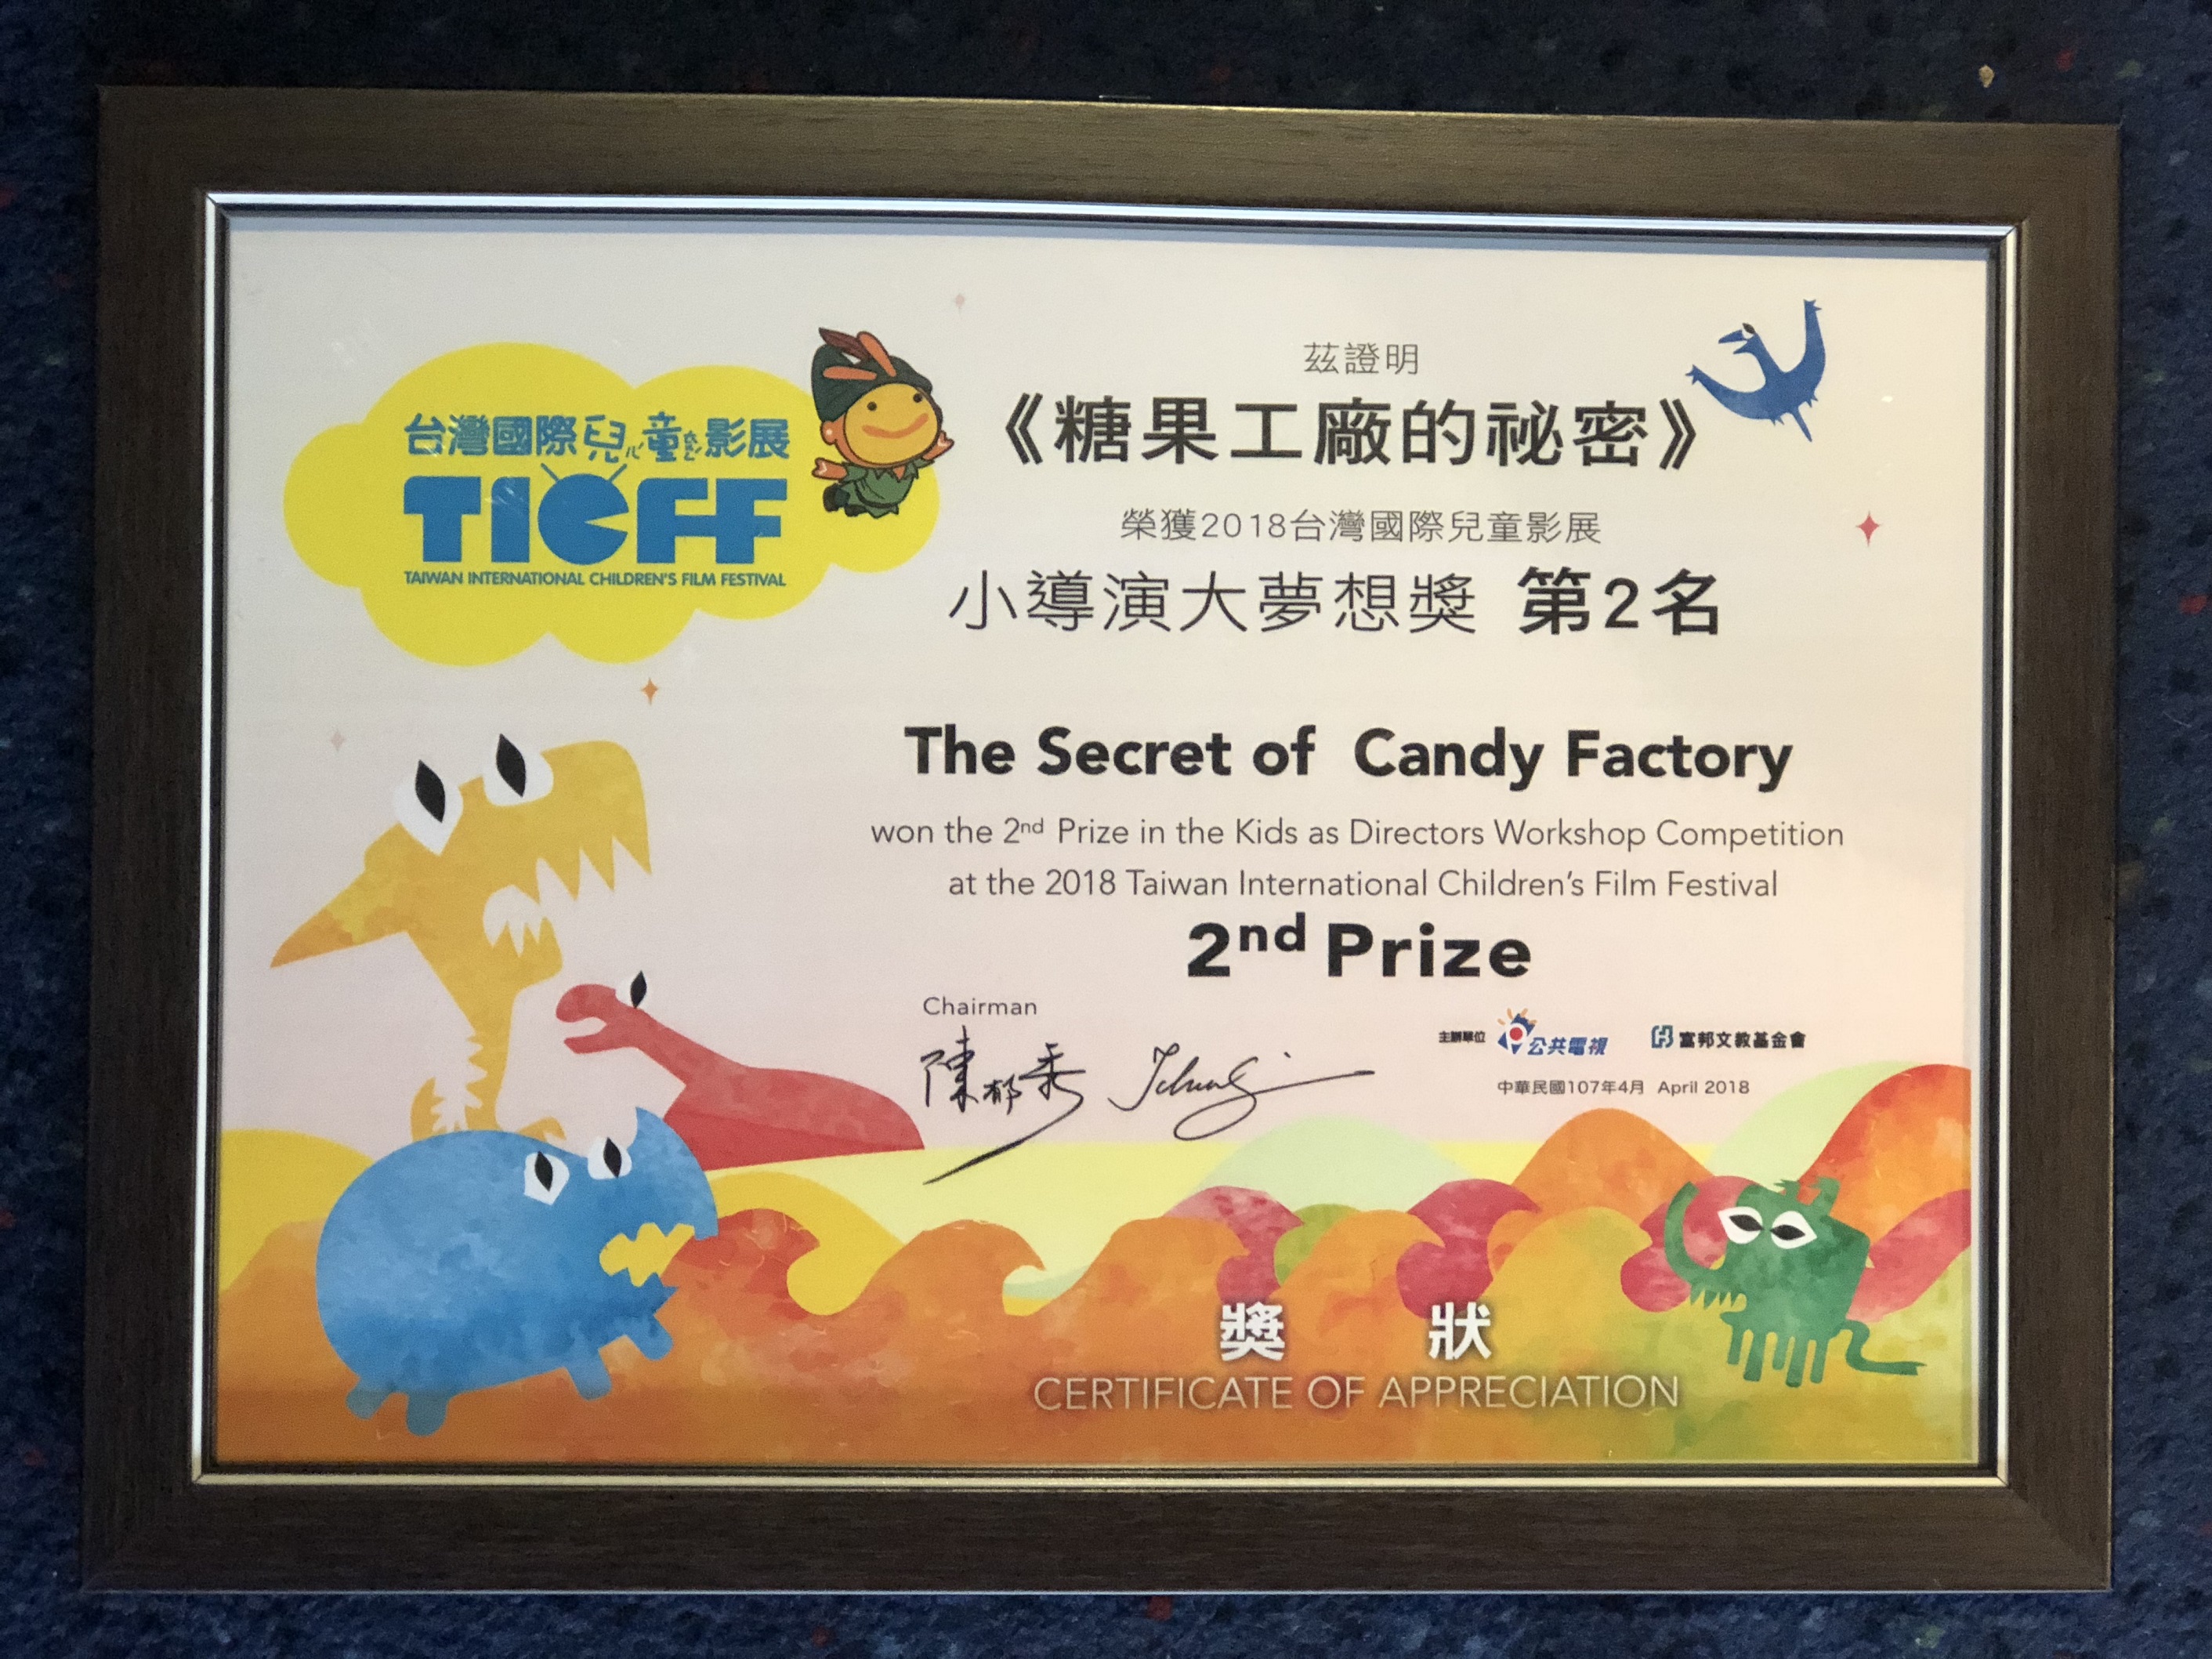 台灣國際兒童影展
TICFF
TAIWAN INTERNATIONAL CHILDREN'S FILM FESTIVAL
茲證明
《糖果工廠的祕密》
榮獲2018台灣國際兒童影展
小導演大夢想獎 第2名
The Secret of Candy Factory
won the 2nd Prize in the Kids as Directors Workshop Competition
at the 2018 Taiwan International Children's Film Festival
2nd Prize
Chairman
陳郁秀
主辦單位 公共電視 富邦文教基金會
中華民國107年4月 April 2018
獎 狀
CERTIFICATE OF APPRECIATION